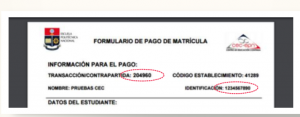 ESCUELA
POLITÉCNICA
NACIONAL
FORMULARIO DE PAGO DE MATRÍCULA
cec-epn
INFORMACIÓN PARA EL PAGO:
TRANSACCIÓN/CONTRAPARTIDA: 204960 CÓDIGO ESTABLECIMIENTO: 41289
NOMBRE: PRUEBAS CEC IDENTIFICACIÓN: 1234567890
DATOS DEL ESTUDIANTE: